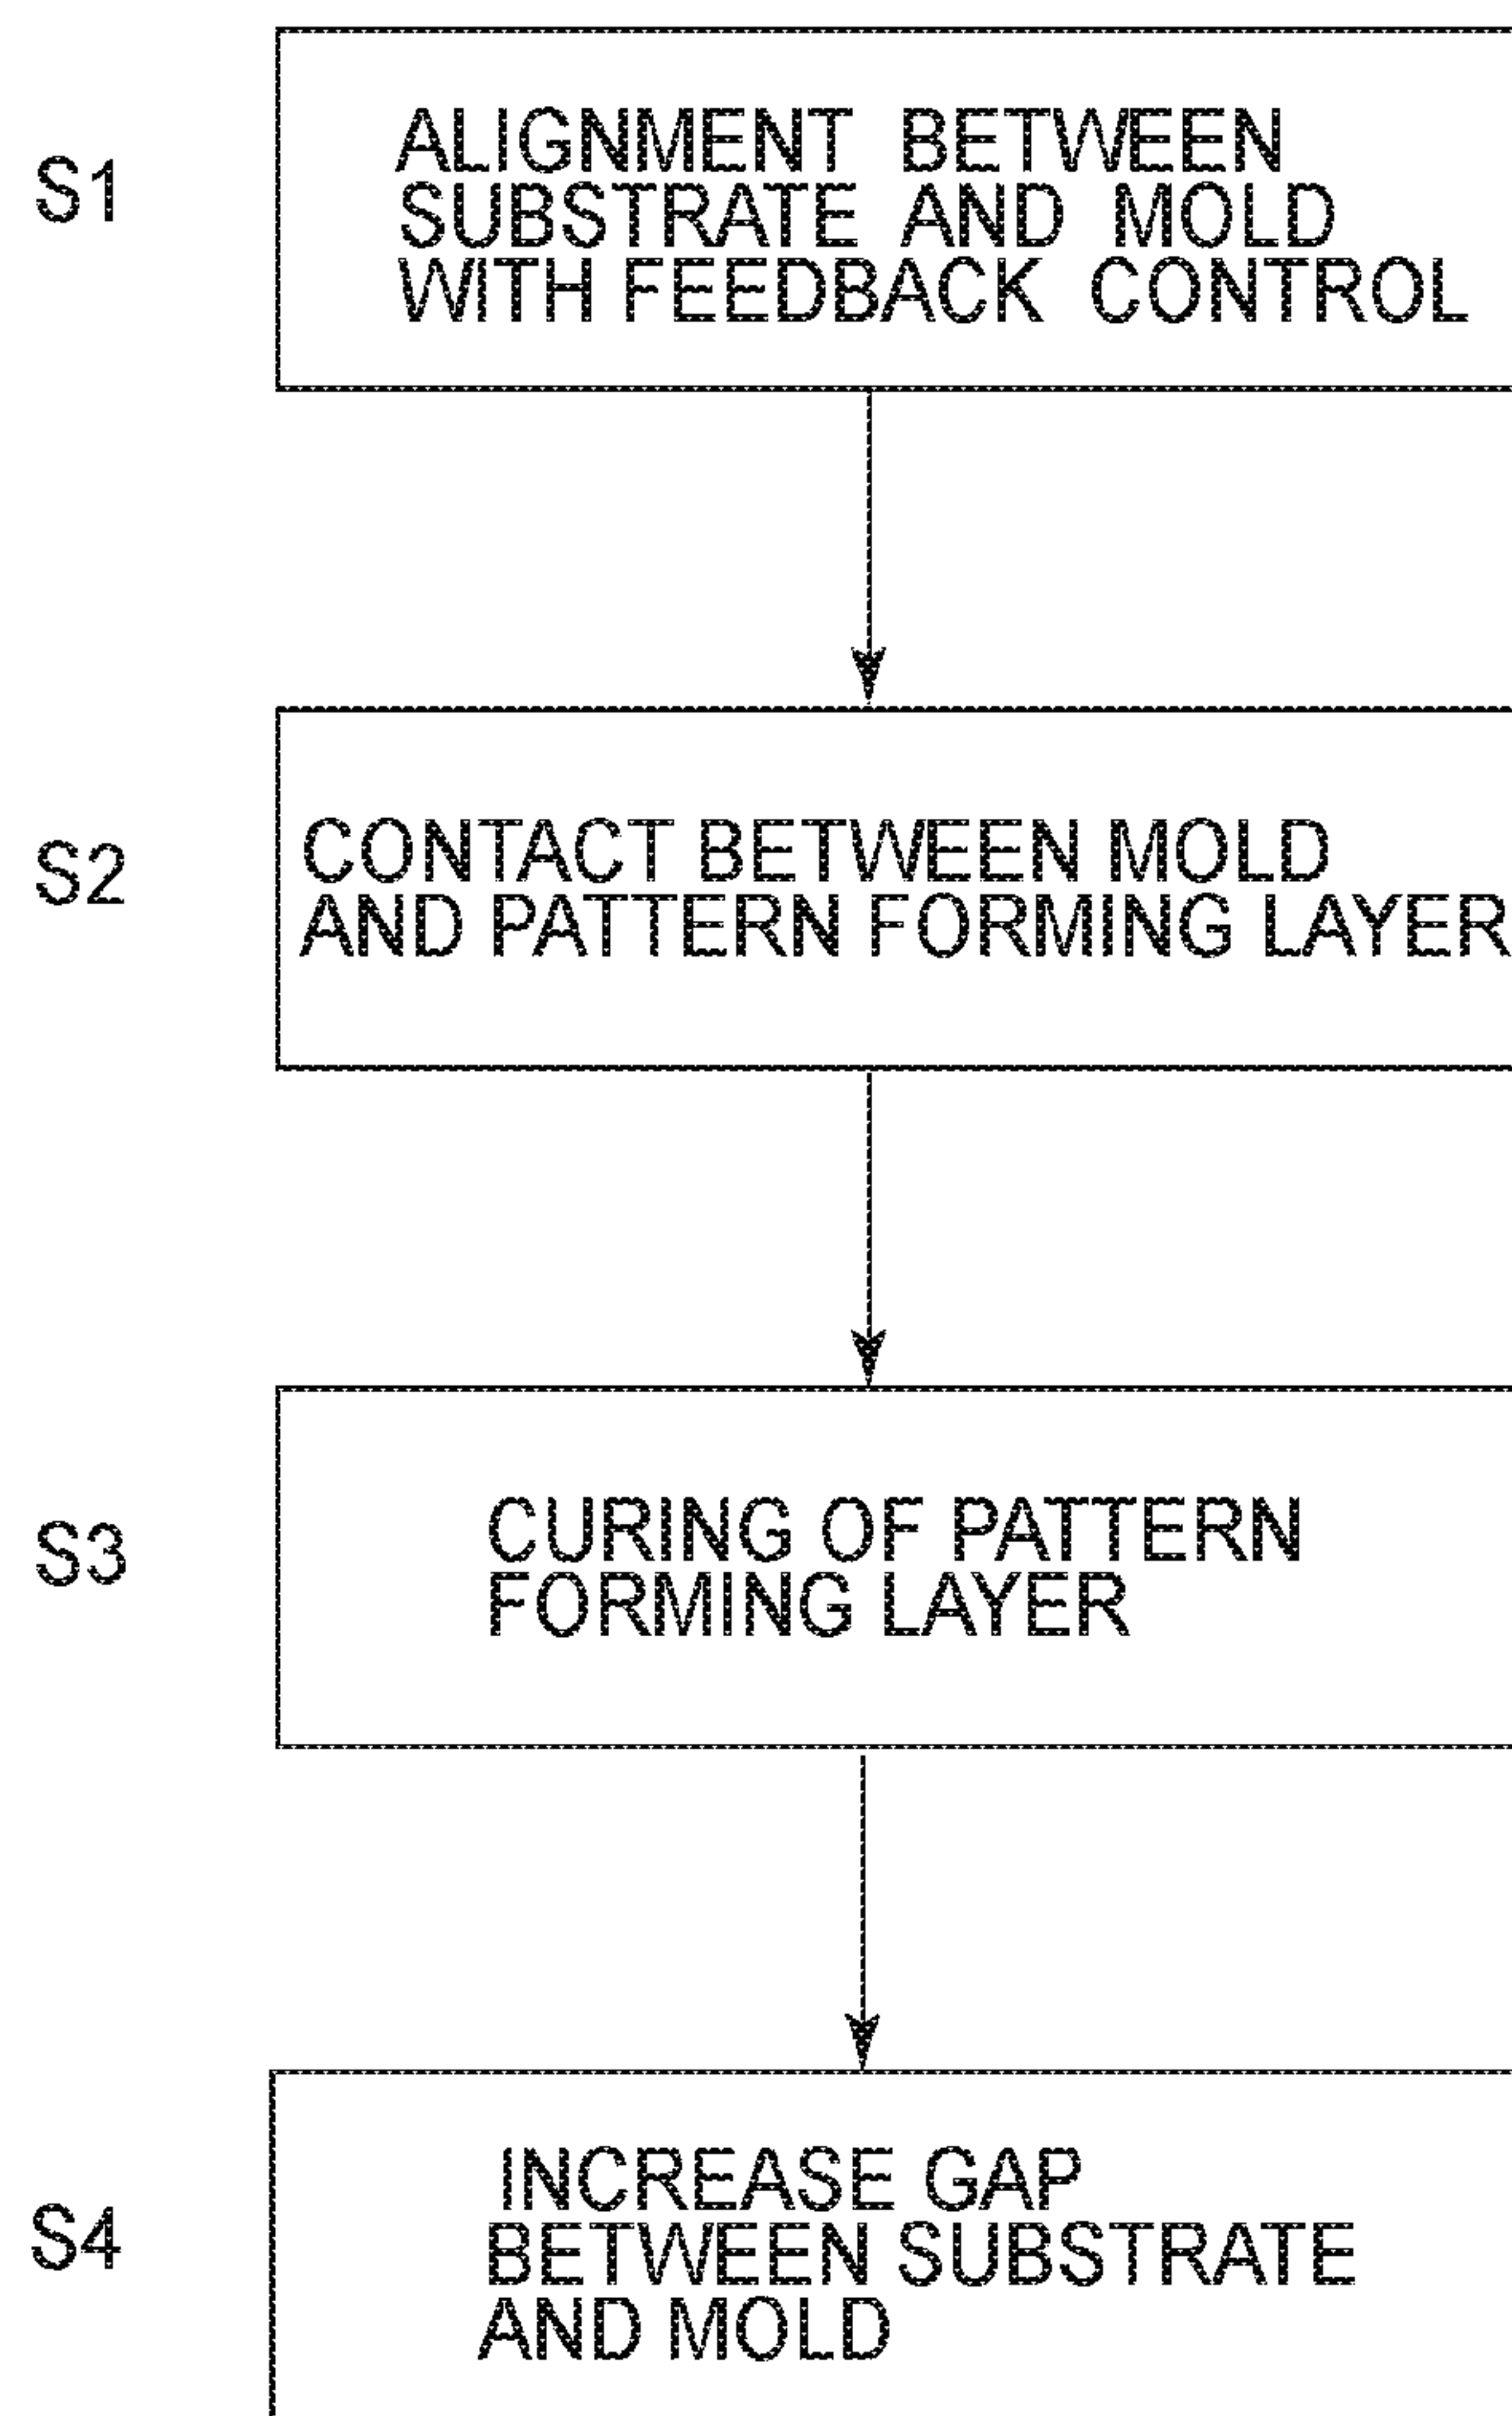 S1
ALIGNMENT BETWEEN
SUBSTRATE AND MOLD
WITH FEEDBACK CONTROL
S2
CONTACT BETWEEN MOLD
AND PATTERN FORMING LAYER
S3
CURING OF PATTERN
FORMING LAYER
S4
INCREASE GAP
BETWEEN SUBSTRATE
AND MOLD